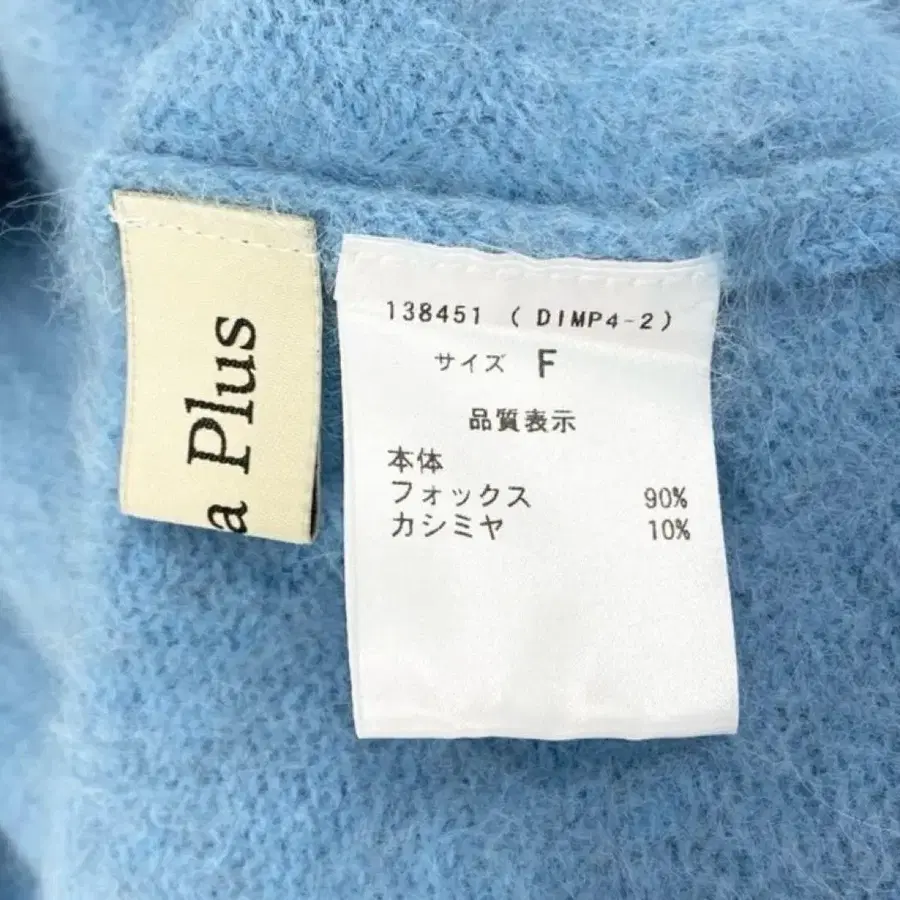 a Plus
138451 ( DIMP4-2 )
サイズ F
品質表示
本体
フォックス 90%
カシミヤ 10%